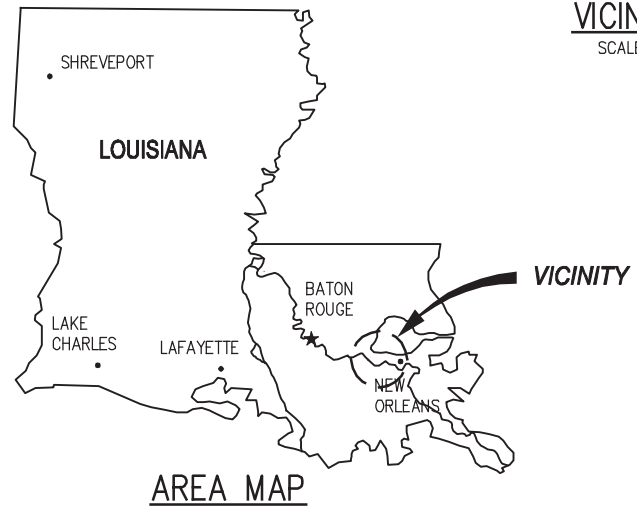 VICIN
SCALE
SHREVEPORT
LOUISIANA
BATON
ROUGE
VICINITY
LAKE
CHARLES
LAFAYETTE
NEW
ORLEANS
AREA MAP